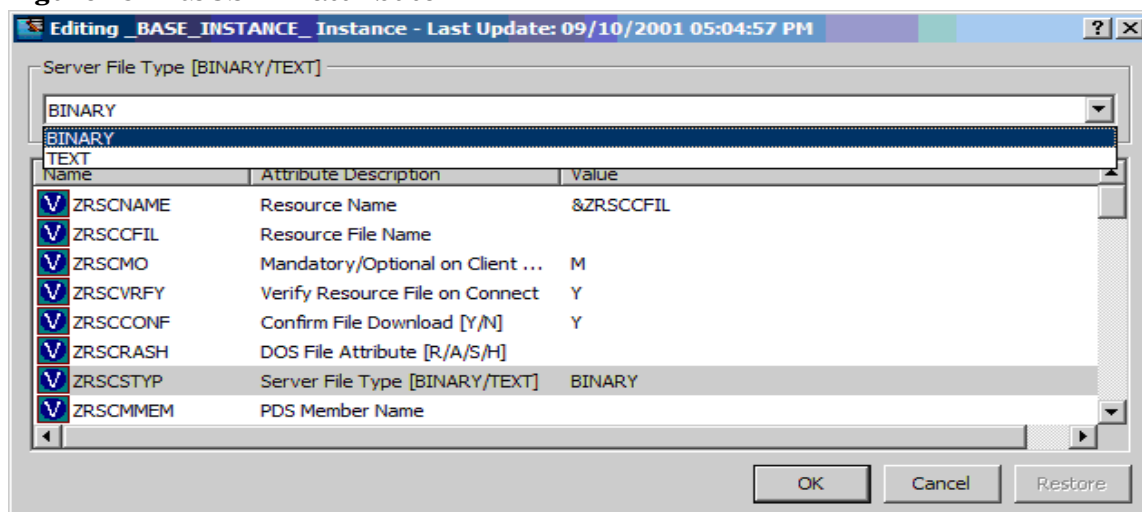 Editing _BASE_INSTANCE_ Instance - Last Update: 09/10/2001 05:04:57 PM
Server File Type [BINARY/TEXT]
BINARY
BINARY
TEXT
Name Attribute Description Value
ZRSCNAME Resource Name &ZRSCCFIL
ZRSCCFIL Resource File Name
ZRSCMO Mandatory/Optional on Client ... M
ZRSCVRFY Verify Resource File on Connect Y
ZRSCCONF Confirm File Download [Y/N] Y
ZRSCRASH DOS File Attribute [R/A/S/H]
ZRSCSTYP Server File Type [BINARY/TEXT] BINARY
ZRSCMMEM PDS Member Name
OK Cancel Restore